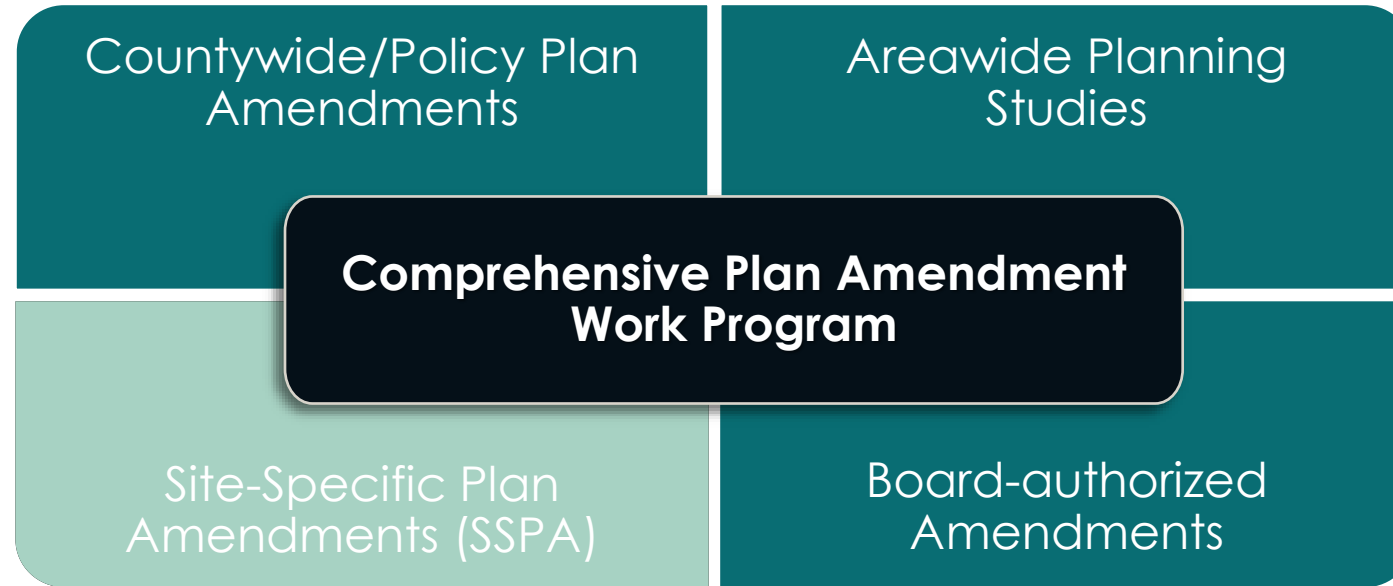 Countywide/Policy Plan
Amendments
Areawide Planning
Studies
Comprehensive Plan Amendment
Work Program
Site-Specific Plan
Amendments (SSPA)
Board-authorized
Amendments